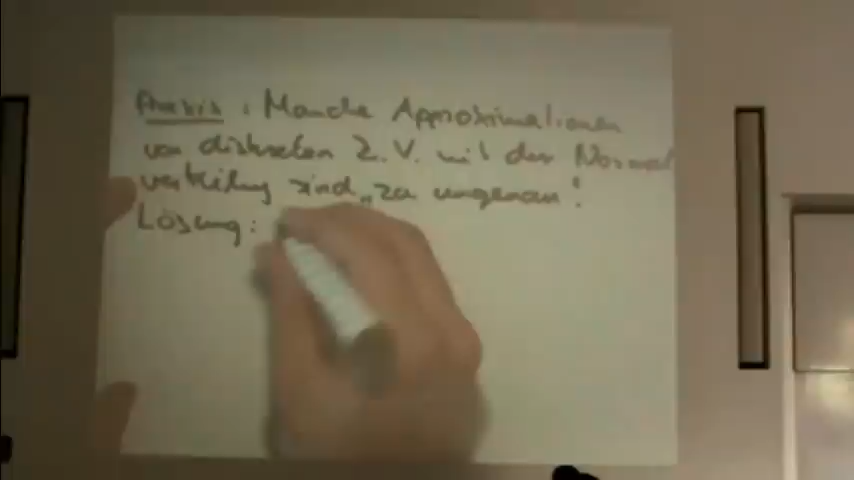 Praxis: Manche Approximationen
von diskreten Z.V. mit der Normal
verteilung sind „zu ungenau!
Lösung: